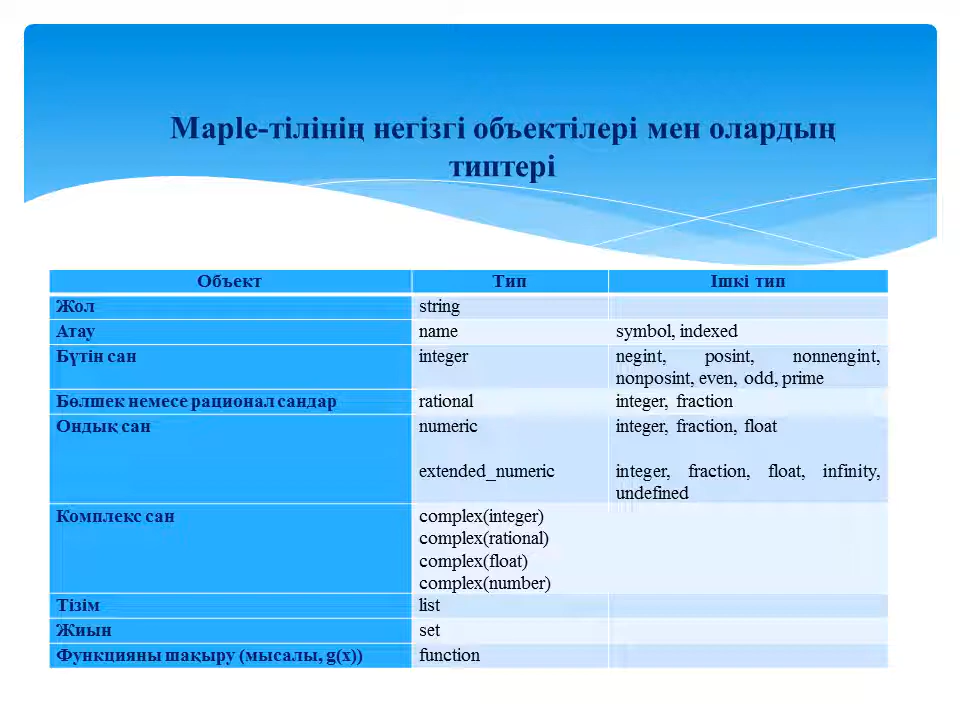 Maple-тілінің негізгі объектілері мен олардың
типтері
Объект Тип Ішкі тип
Жол string
Атау name symbol, indexed
Бүтін сан integer negint, posint, nonnengint,
nonposint, even, odd, prime
Бөлшек немесе рационал сандар rational integer, fraction
Ондық сан numeric integer, fraction, float
extended_numeric integer, fraction, float, infinity,
undefined
Комплекс сан complex(integer)
complex(rational)
complex(float)
complex(number)
Тізім list
Жиын set
Функцияны шақыру (мысалы, g(x)) function